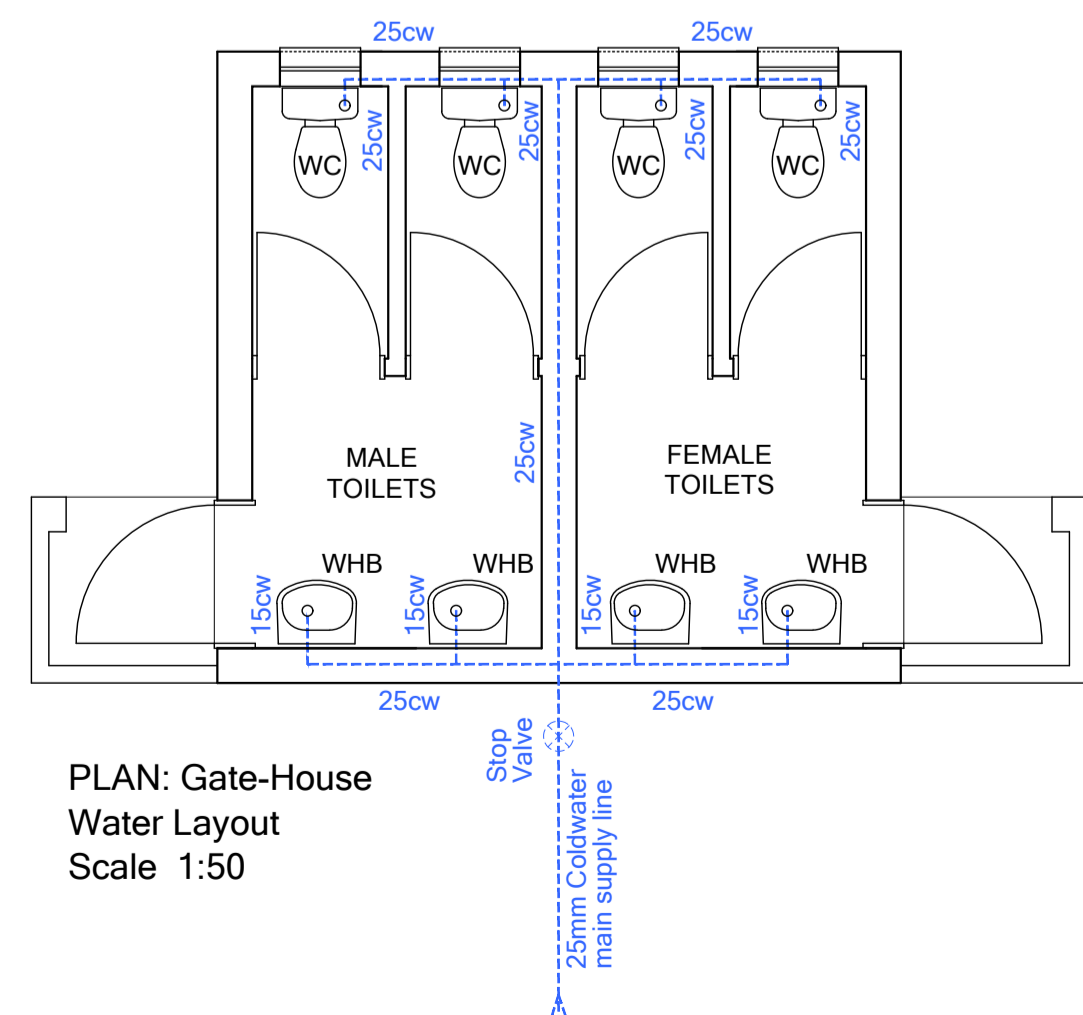 25cw
25cw
25cw
25cw
25cw
25cw
WC
WC
WC
WC
25cw
MALE
TOILETS
FEMALE
TOILETS
WHB
WHB
WHB
WHB
15cw
15cw
15cw
15cw
25cw
25cw
Stop
Valve
PLAN: Gate-House
Water Layout
Scale 1:50
25mm Coldwater
main supply line